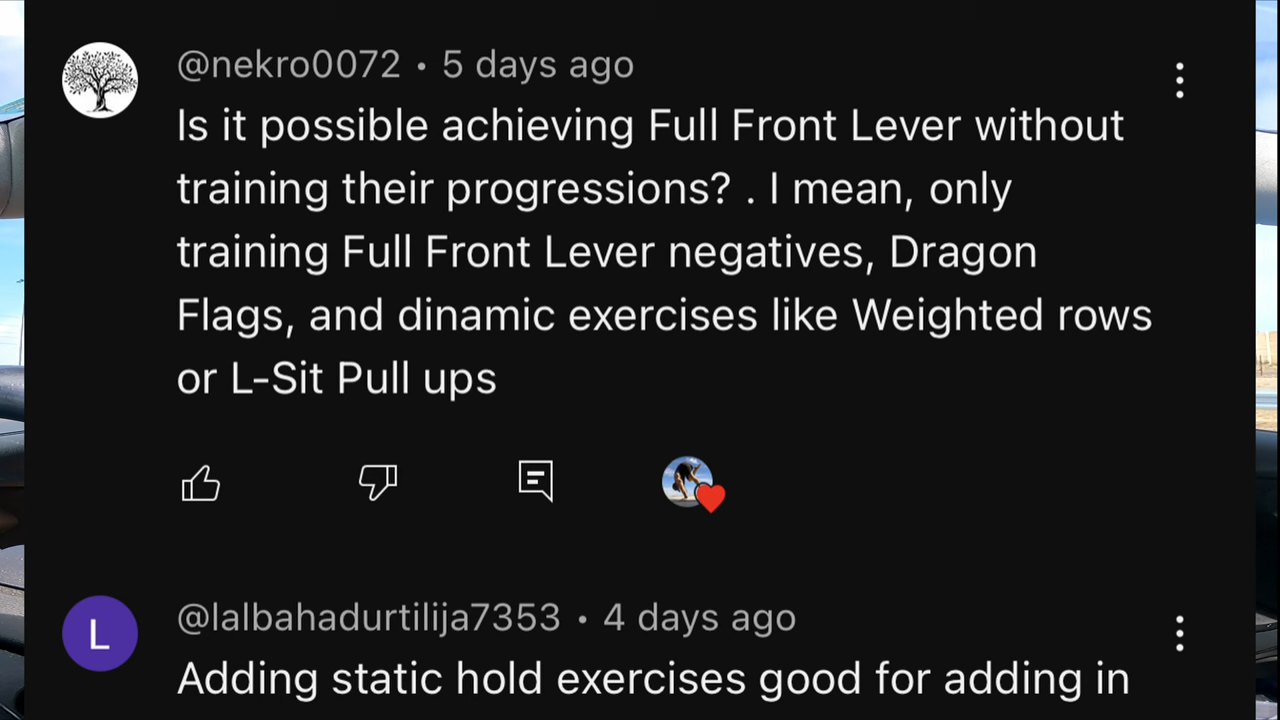 @nekro0072 • 5 days ago
Is it possible achieving Full Front Lever without
training their progressions? . I mean, only
training Full Front Lever negatives, Dragon
Flags, and dinamic exercises like Weighted rows
or L-Sit Pull ups
L
@lalbahadurtilija7353 • 4 days ago
Adding static hold exercises good for adding in